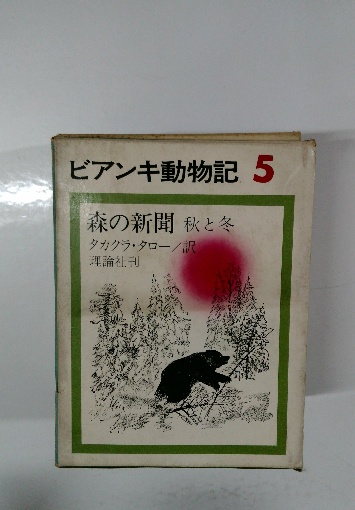 ビアンキ動物記 5
森の新聞 秋と冬
タカクラ・タロー/訳
理論社刊